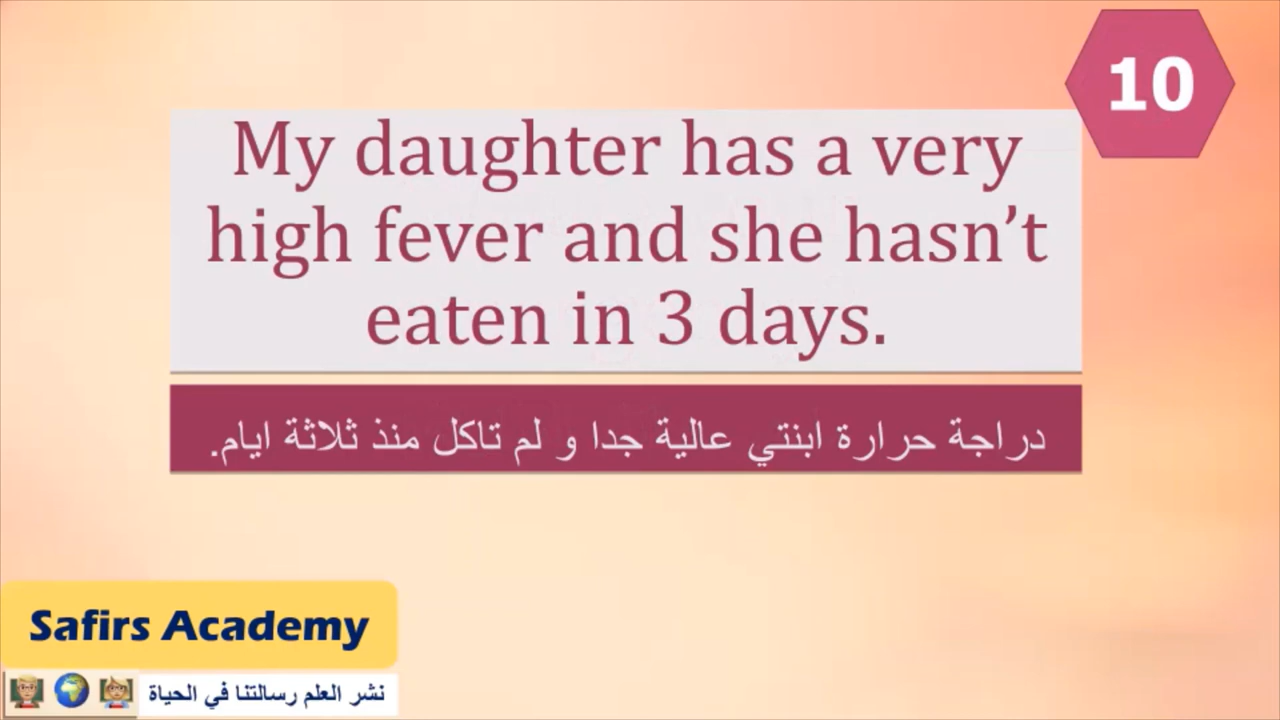 10
My daughter has a very
high fever and she hasn’t
eaten in 3 days.
دراجة حرارة ابنتي عالية جدا و لم تاكل منذ ثلاثة ايام.
Safirs Academy
نشر العلم رسالتنا في الحياة